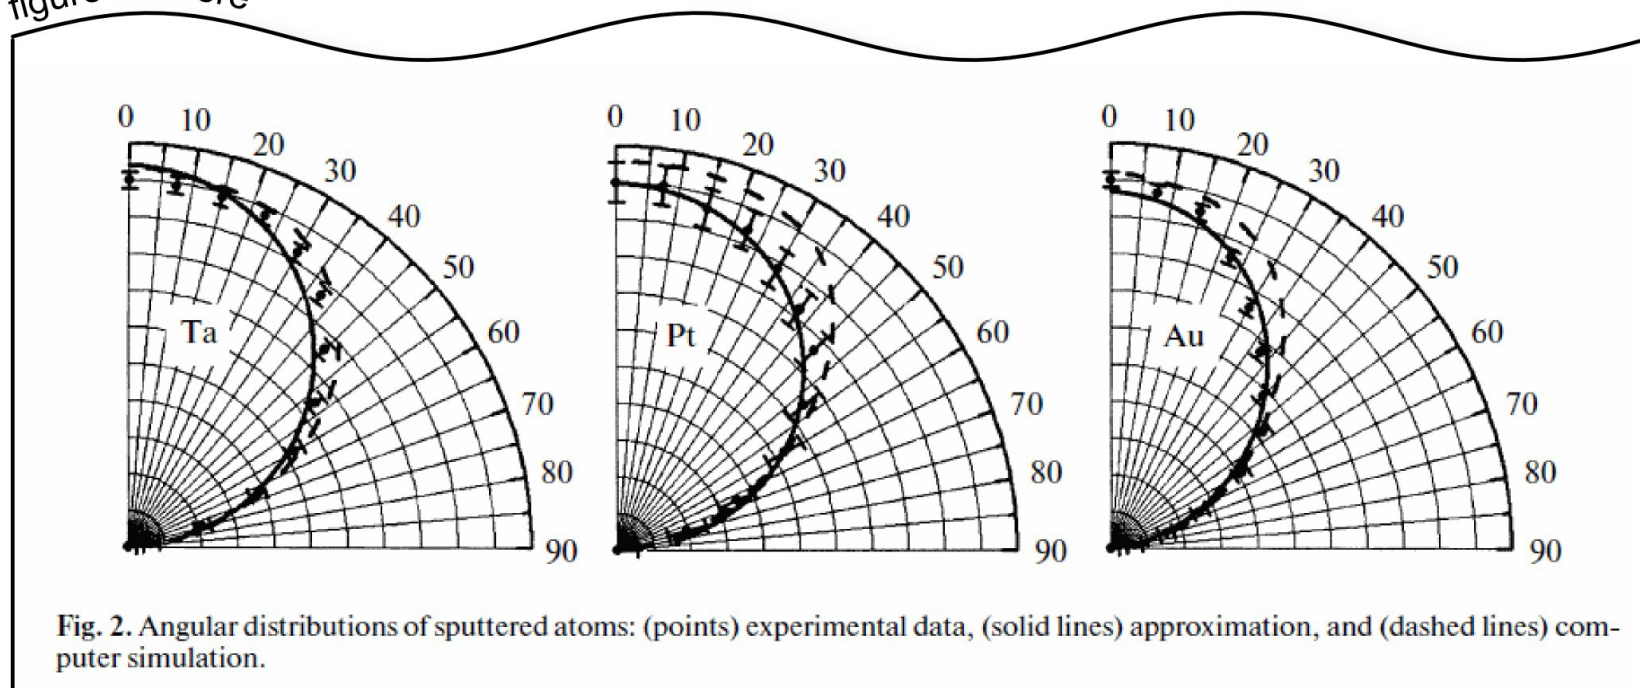 0 10 20 30 40 50 60 70 80 90
Ta
0 10 20 30 40 50 60 70 80 90
Pt
0 10 20 30 40 50 60 70 80 90
Au
Fig. 2. Angular distributions of sputtered atoms: (points) experimental data, (solid lines) approximation, and (dashed lines) com-
puter simulation.